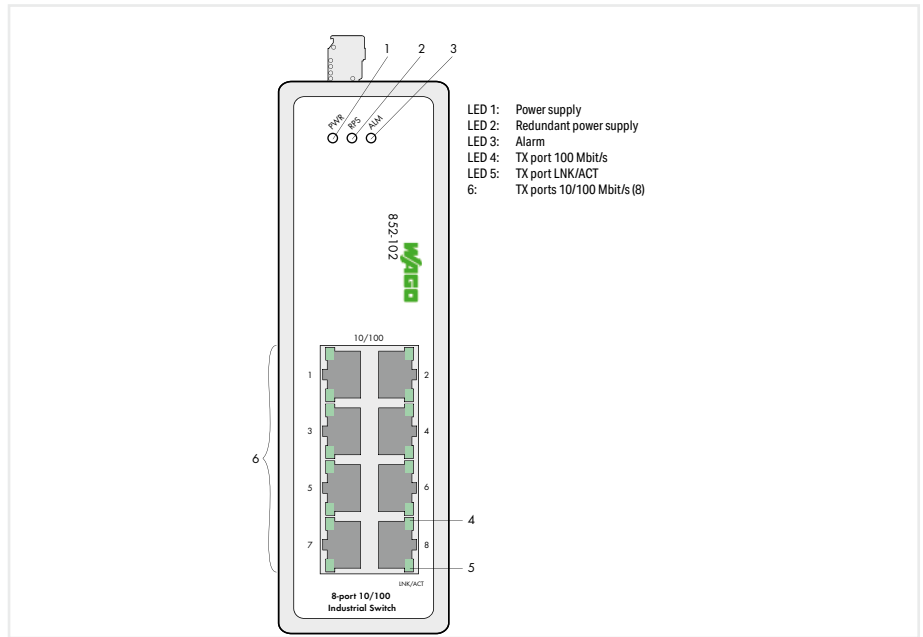 1 2 3
PWR RPS ALM
LED 1: Power supply
LED 2: Redundant power supply
LED 3: Alarm
LED 4: TX port 100 Mbit/s
LED 5: TX port LNK/ACT
6: TX ports 10/100 Mbit/s (8)
852-102
WAGO
10/100
1 2
3 4
6
5 6
4
7 8
5
LNK/ACT
8-port 10/100
Industrial Switch